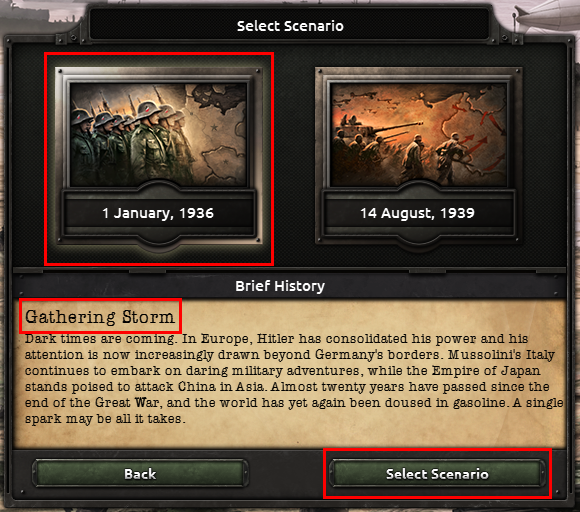 Select Scenario
1 January, 1936
14 August, 1939
Brief History
Gathering Storm
Dark times are coming. In Europe, Hitler has consolidated his power and his
attention is now increasingly drawn beyond Germany's borders. Mussolini's Italy
continues to embark on daring military adventures, while the Empire of Japan
stands poised to attack China in Asia. Almost twenty years have passed since the
end of the Great War, and the world has yet again been doused in gasoline. A single
spark may be all it takes.
Back
Select Scenario